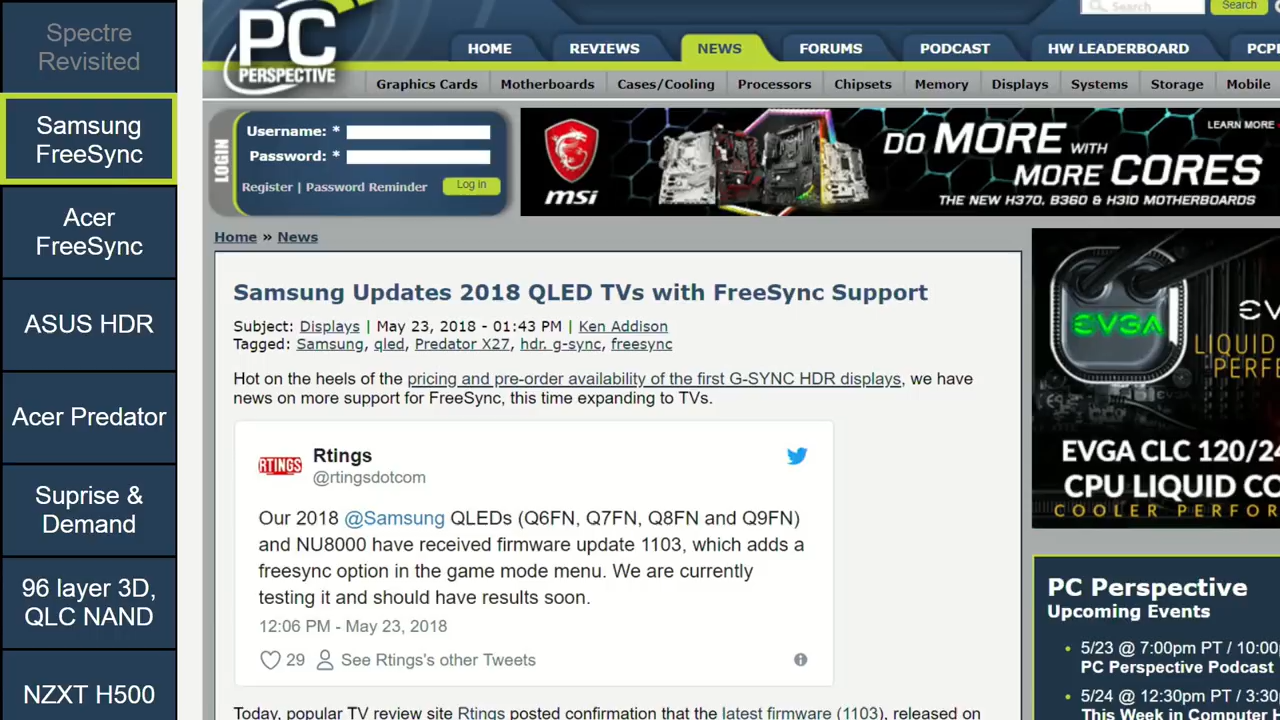 Spectre
Revisited
Samsung
FreeSync
Acer
FreeSync
ASUS HDR
Acer Predator
Suprise &
Demand
96 layer 3D,
QLC NAND
NZXT H500
PC
PERSPECTIVE
Search
Search
HOME
REVIEWS
NEWS
FORUMS
PODCAST
HW LEADERBOARD
PCP
Graphics Cards
Motherboards
Cases/Cooling
Processors
Chipsets
Memory
Displays
Systems
Storage
Mobile
LOGIN
Username: *
Password: *
Register | Password Reminder
Log in
msi
DO MORE WITH
MORE CORES
THE NEW H370, B360 & H310 MOTHERBOARDS
LEARN MORE
Home » News
Samsung Updates 2018 QLED TVs with FreeSync Support
Subject: Displays | May 23, 2018 - 01:43 PM | Ken Addison
Tagged: Samsung, qled, Predator X27, hdr. g-sync, freesync
Hot on the heels of the pricing and pre-order availability of the first G-SYNC HDR displays, we have
news on more support for FreeSync, this time expanding to TVs.
RTINGS
Rtings
@rtingsdotcom
Our 2018 @Samsung QLEDs (Q6FN, Q7FN, Q8FN and Q9FN)
and NU8000 have received firmware update 1103, which adds a
freesync option in the game mode menu. We are currently
testing it and should have results soon.
12:06 PM - May 23, 2018
29
See Rtings's other Tweets
Today, popular TV review site Rtings posted confirmation that the latest firmware (1103), released on
EVGA
EV
LIQUID
PERFE
EVGA CLC 120/24
CPU LIQUID CO
COOLER PERFOR
PC Perspective
Upcoming Events
• 5/23 @ 7:00pm PT / 10:00
PC Perspective Podcast
• 5/24 @ 12:30pm PT / 3:30
This Week in Computer H